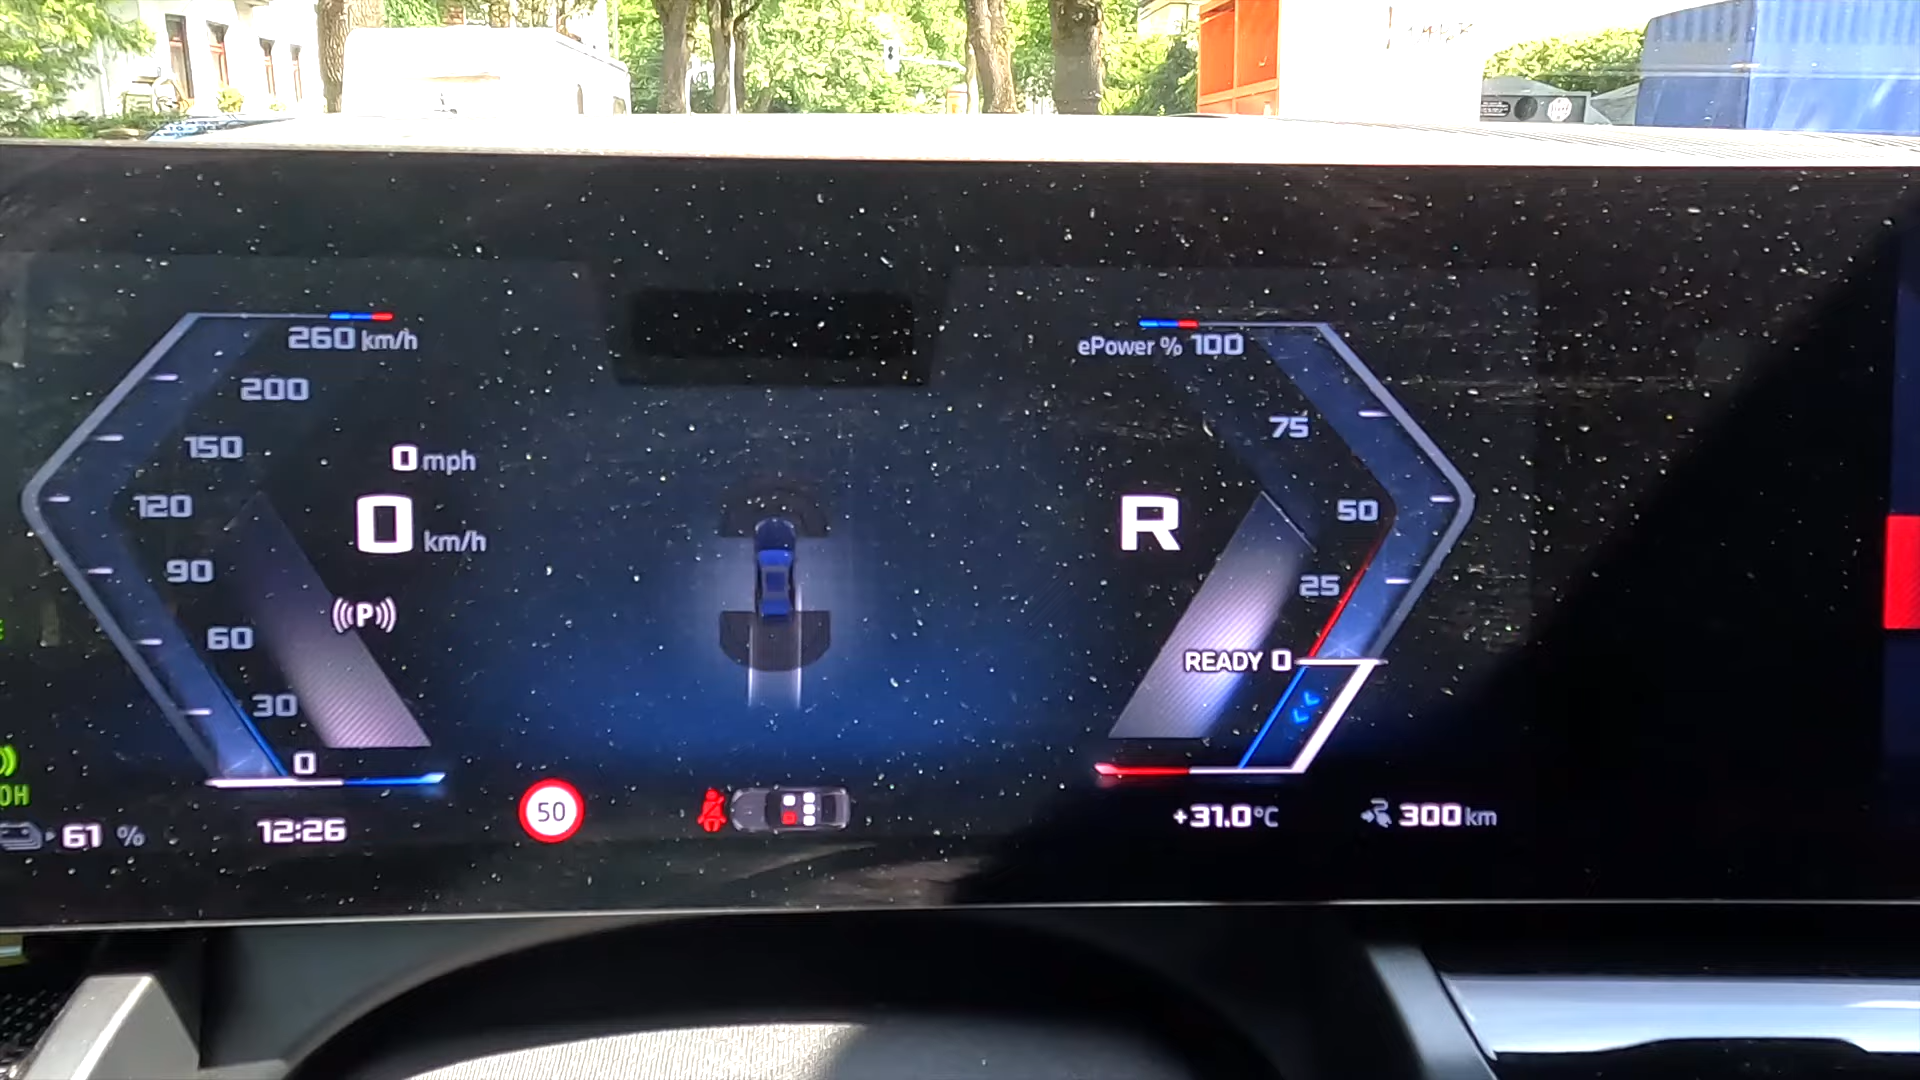 260 km/h
200
150
120
90
60
30
0
0 mph
0 km/h
((P))
ePower % 100
75
50
25
READY 0
R
OH
61 %
12:26
50
+31.0°C
300 km